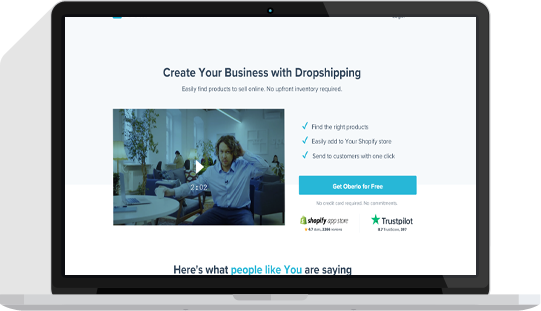 Create Your Business with Dropshipping
Easily find products to sell online. No upfront inventory required.
Find the right products
Easily add to Your Shopify store
Send to customers with one click
2:02
Get Oberlo for Free
No credit card required. No commitments.
shopify app store
Trustpilot
Here's what people like You are saying